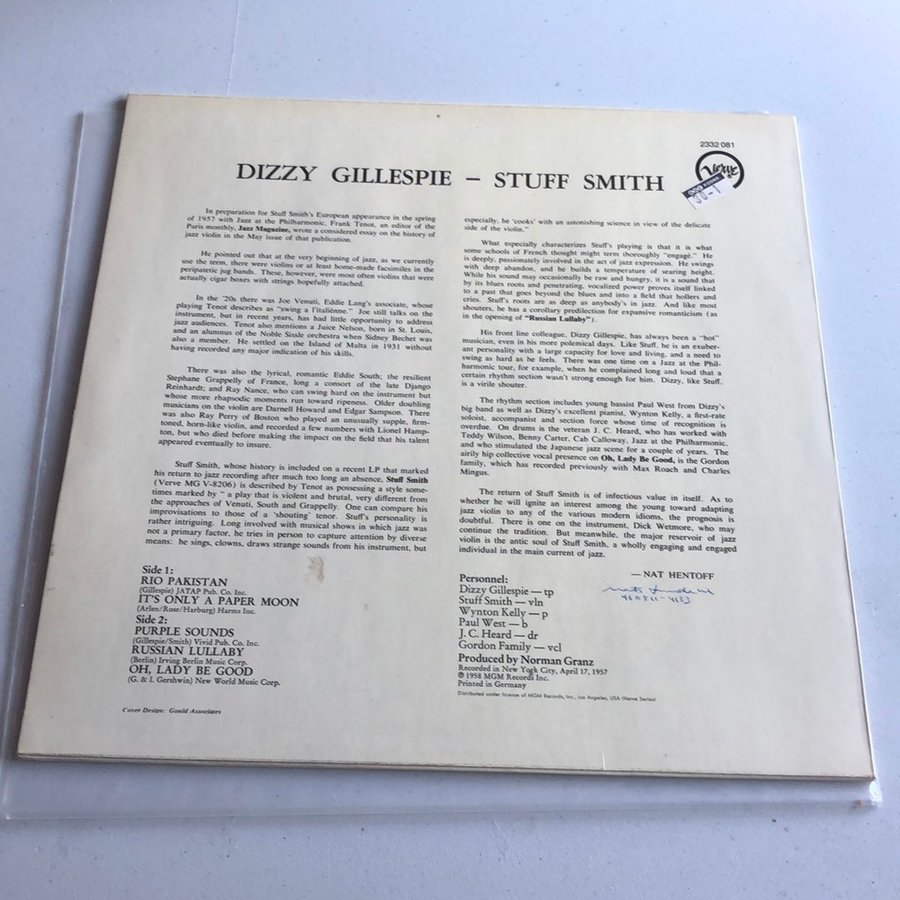 2332 081
Verve
DIZZY GILLESPIE – STUFF SMITH
In preparation for Stuff Smith's European appearance in the spring
of 1957 with Jazz at the Philharmonic, Frank Tenot, an editor of the
Paris monthly, Jazz Magazine, wrote a considered essay on the history of
jazz violin in the May issue of that publication.
He pointed out that at the very beginning of jazz, as we currently
use the term, there were violins or at least home-made facsimiles in the
peripatetic jug bands. These, however, were most often violins that were
actually cigar boxes with strings hopefully attached.
In the '20s there was Joe Venuti, Eddie Lang's associate, whose
playing Tenot describes as "swing a l'italiènne." Joe still talks on the
instrument, but in recent years, has had little opportunity to address
jazz audiences. Tenot also mentions a Juice Nelson, born in St. Louis,
and an alumnus of the Noble Sissle orchestra when Sidney Bechet was
also a member. He settled on the Island of Malta in 1931 without
having recorded any major indication of his skills.
There was also the lyrical, romantic Eddie South; the resilient
Stephane Grappelly of France, long a consort of the late Django
Reinhardt; and Ray Nance, who can swing hard on the instrument but
whose more rhapsodic moments run toward ripeness. Older doubling
musicians on the violin are Darnell Howard and Edgar Sampson. There
was also Ray Perry of Boston who played an unusually supple, firm-
toned, horn-like violin, and recorded a few numbers with Lionel Hamp-
ton, but who died before making the impact on the field that his talent
appeared eventually to insure.
Stuff Smith, whose history is included on a recent LP that marked
his return to jazz recording after much too long an absence, Stuff Smith
(Verve MG V-8206) is described by Tenot as possessing a style some-
times marked by " a play that is violent and brutal, very different from
the approaches of Venuti, South and Grappelly. One can compare his
improvisations to those of a 'shouting' tenor. Stuff's personality is
rather intriguing. Long involved with musical shows in which jazz was
not a primary factor, he tries in person to capture attention by diverse
means: he sings, clowns, draws strange sounds from his instrument, but
especially, he 'cooks' with an astonishing science in view of the delicate
side of the violin."
What especially characterizes Stuff's playing is that it is what
some schools of French thought might term thoroughly "engagé." He
is deeply, passionately involved in the act of jazz expression. He swings
with deep abandon, and he builds a temperature of searing height.
While his sound may occasionally be raw and hungry, it is a sound that
by its blues roots and penetrating, vocalized power proves itself linked
to a past that goes beyond the blues and into a field that hollers and
cries. Stuff's roots are as deep as anybody's in jazz. And like most
shouters, he has a corollary predilection for expansive romanticism (as
in the opening of "Russian Lullaby").
His front line colleague, Dizzy Gillespie, has always been a "hot"
musician, even in his more polemical days. Like Stuff, he is an exuber-
ant personality with a large capacity for love and living, and a need to
swing as hard as he feels. There was one time on a Jazz at the Phil-
harmonic tour, for example, when he complained long and loud that a
certain rhythm section wasn't strong enough for him. Dizzy, like Stuff,
is a virile shouter.
The rhythm section includes young bassist Paul West from Dizzy's
big band as well as Dizzy's excellent pianist, Wynton Kelly, a first-rate
soloist, accompanist and section force whose time of recognition is
overdue. On drums is the veteran J. C. Heard, who has worked with
Teddy Wilson, Benny Carter, Cab Calloway, Jazz at the Philharmonic,
and who stimulated the Japanese jazz scene for a couple of years. The
airily hip collective vocal presence on Oh, Lady Be Good, is the Gordon
family, which has recorded previously with Max Roach and Charles
Mingus.
The return of Stuff Smith is of infectious value in itself. As to
whether he will ignite an interest among the young toward adapting
jazz violin to any of the various modern idioms, the prognosis is
doubtful. There is one on the instrument, Dick Wetmore, who may
continue the tradition. But meanwhile, the major reservoir of jazz
violin is the antic soul of Stuff Smith, a wholly engaging and engaged
individual in the main current of jazz.
—NAT HENTOFF
Side 1:
RIO PAKISTAN
(Gillespie) JATAP Pub. Co. Inc.
IT'S ONLY A PAPER MOON
(Arlen/Rose/Harburg) Harms Inc.
Side 2:
PURPLE SOUNDS
(Gillespie/Smith) Vivid Pub. Co. Inc.
RUSSIAN LULLABY
(Berlin) Irving Berlin Music Corp.
OH, LADY BE GOOD
(G. & I. Gershwin) New World Music Corp.
Cover Design: Gould Associates
Personnel:
Dizzy Gillespie — tp
Stuff Smith — vln
Wynton Kelly — p
Paul West — b
J. C. Heard — dr
Gordon Family — vcl
Produced by Norman Granz
Recorded in New York City, April 17, 1957
℗ 1958 MGM Records Inc.
Printed in Germany
Distributed under licence of MGM Records, Inc., Los Angeles, USA (Verve Series)